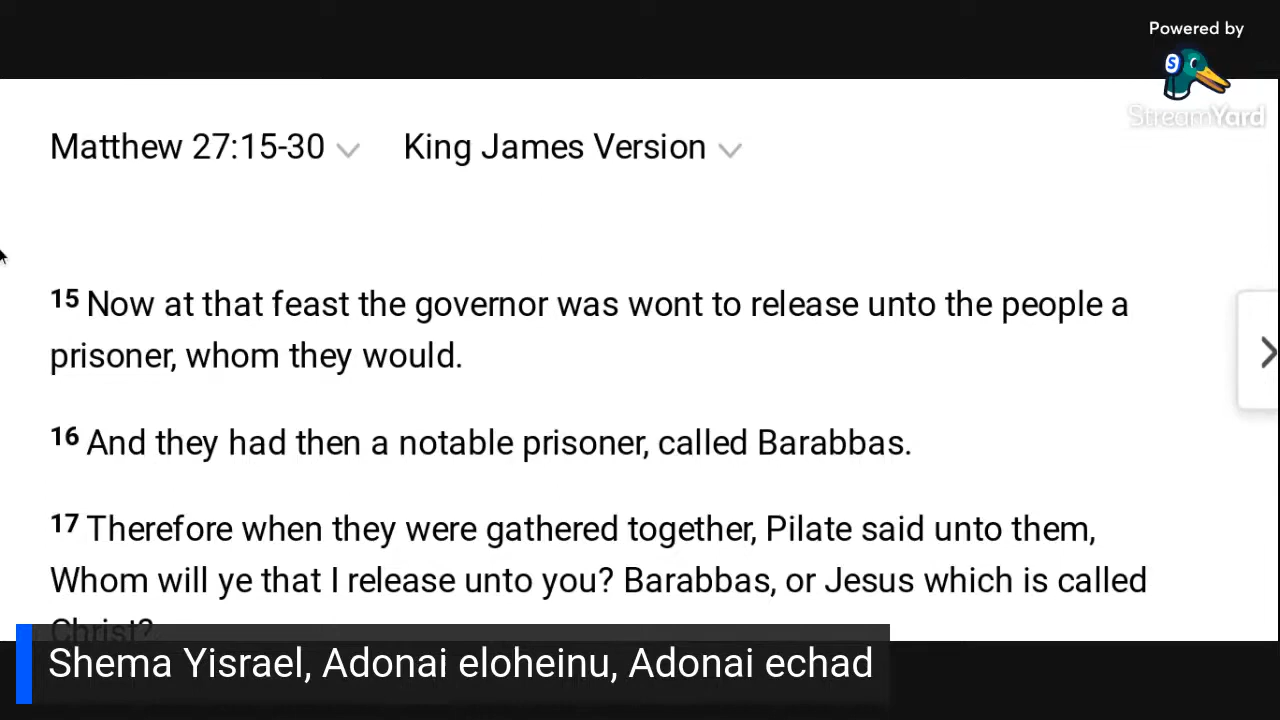 Powered by
S
StreamYard
Matthew 27:15-30 King James Version
15 Now at that feast the governor was wont to release unto the people a
prisoner, whom they would.
16 And they had then a notable prisoner, called Barabbas.
17 Therefore when they were gathered together, Pilate said unto them,
Whom will ye that I release unto you? Barabbas, or Jesus which is called
Christ?
Shema Yisrael, Adonai eloheinu, Adonai echad